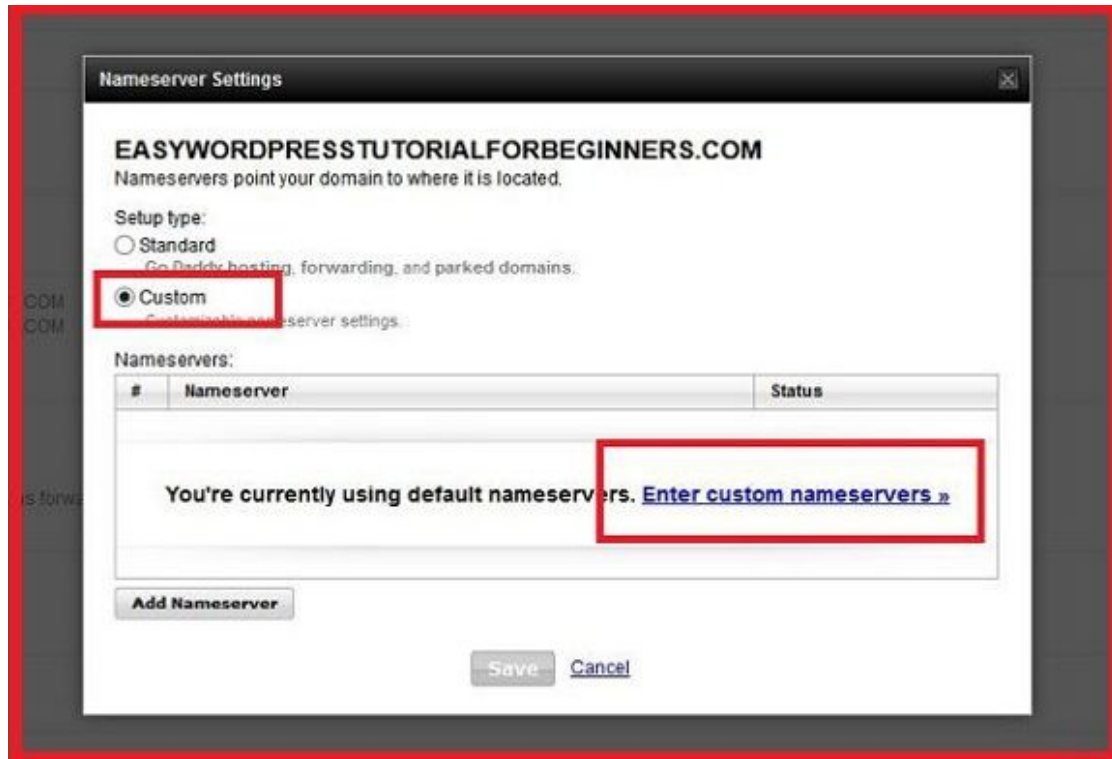 Nameserver Settings
EASYWORDPRESSTUTORIALFORBEGINNERS.COM
Nameservers point your domain to where it is located.
Setup type:
Standard
Go Daddy hosting, forwarding, and parked domains.
Custom
Customizable nameserver settings.
COM
COM
Nameservers:
# Nameserver Status
is forwa
You're currently using default nameservers. Enter custom nameservers »
Add Nameserver
Save Cancel